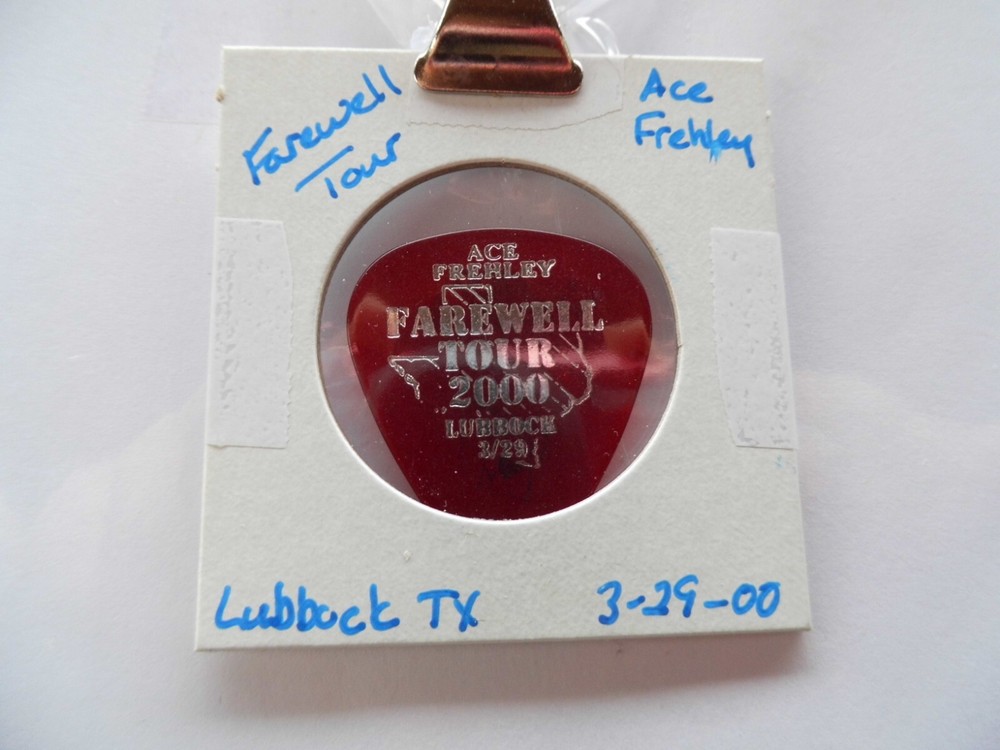 Farewell
Tour
Ace
Frehley
ACE
FREHLEY
FAREWELL
TOUR
2000
LUBBOCK
3/29
Lubbock TX
3-29-00